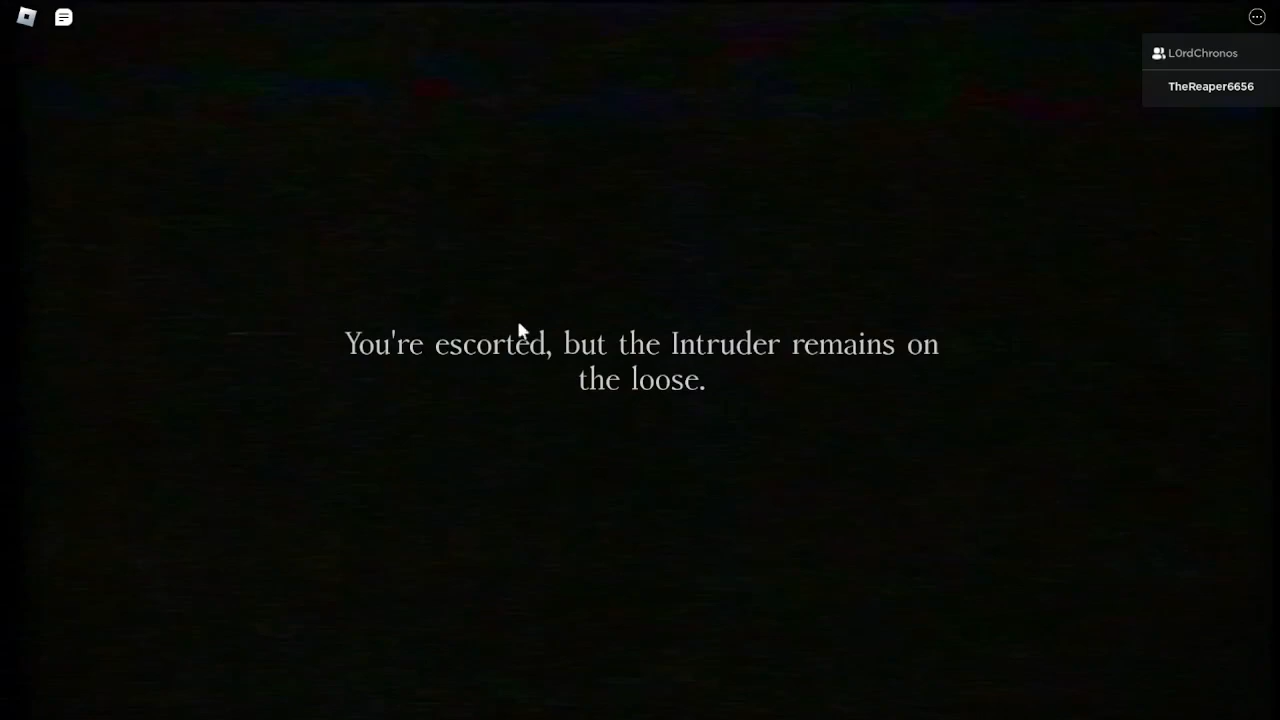 L0rdChronos
TheReaper6656
You're escorted, but the Intruder remains on
the loose.